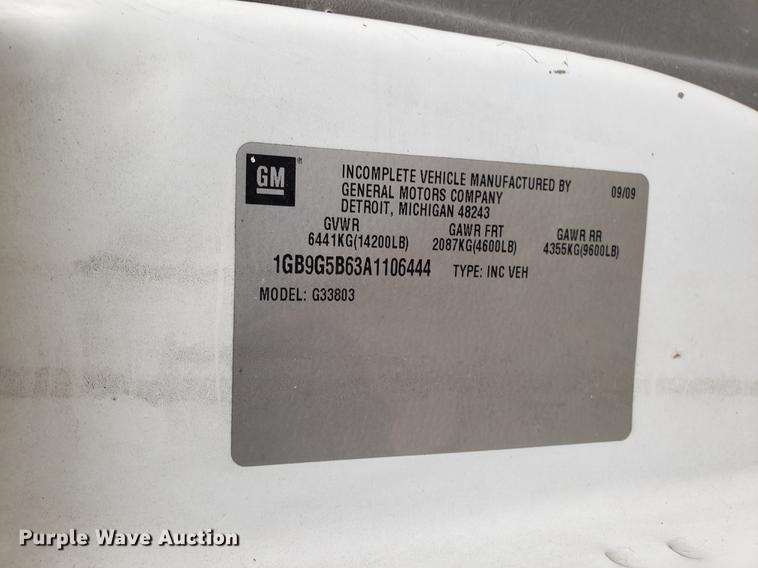 GM
INCOMPLETE VEHICLE MANUFACTURED BY 09/09
GENERAL MOTORS COMPANY
DETROIT, MICHIGAN 48243
GVWR GAWR FRT GAWR RR
6441KG(14200LB) 2087KG(4600LB) 4355KG(9600LB)
1GB9G5B63A1106444 TYPE: INC VEH
MODEL: G33803
Purple Wave Auction